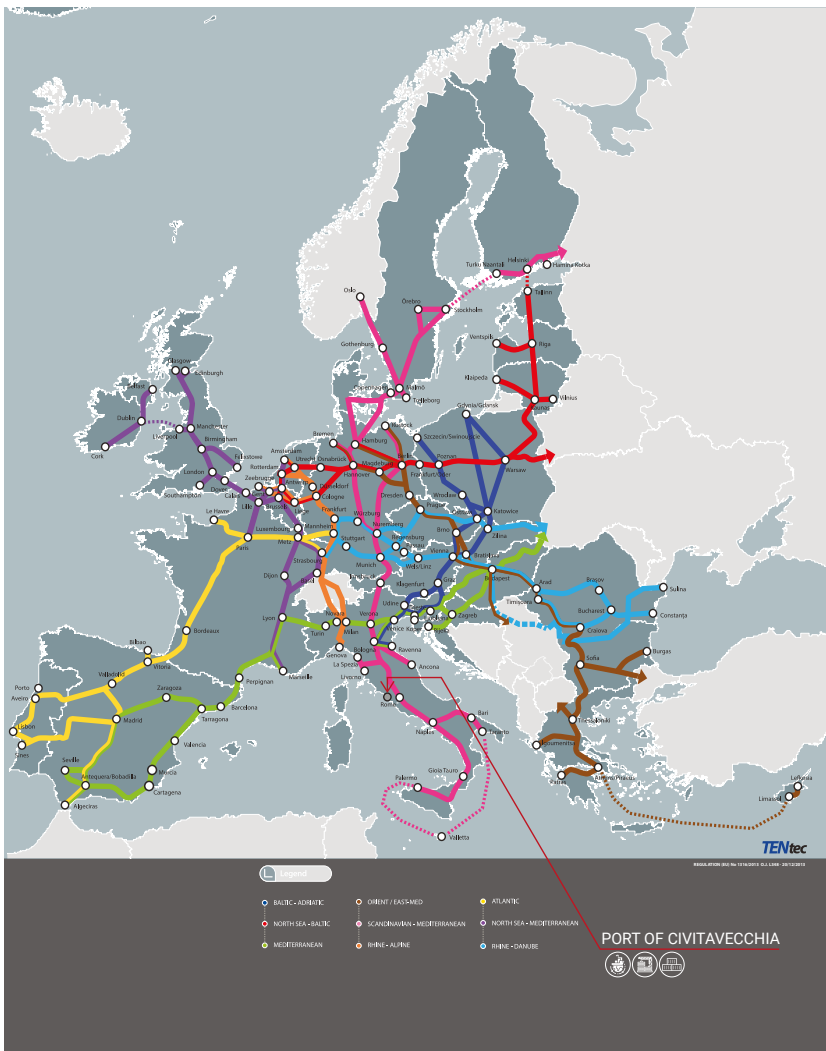 Oslo
Turku Naantali
Helsinki
Hamina Kotka
Tallinn
Örebro
Stockholm
Gothenburg
Ventspils
Riga
Klaipeda
Vilnius
Kaunas
Glasgow
Edinburgh
Belfast
Copenhagen
Malmö
Trelleborg
Dublin
Liverpool
Manchester
Cork
Birmingham
Felixstowe
London
Southampton
Dover
Calais
Gdynia/Gdansk
Rostock
Szczecin/Swinoujscie
Bremen
Hamburg
Amsterdam
Rotterdam
Utrecht
Osnabrück
Hannover
Magdeburg
Berlin
Frankfurt/Oder
Poznan
Warsaw
Zeebrugge
Gent
Antwerp
Düsseldorf
Cologne
Lille
Brussels
Liège
Dresden
Wroclaw
Prague
Katowice
Le Havre
Luxembourg
Mannheim
Frankfurt
Würzburg
Nuremberg
Regensburg
Passau
Brno
Zilina
Paris
Metz
Stuttgart
Wels/Linz
Vienna
Bratislava
Strasbourg
Munich
Budapest
Dijon
Basel
Innsbruck
Klagenfurt
Graz
Arad
Timișoara
Brașov
Sulina
Bucharest
Constanța
Craiova
Udine
Zagreb
Venice
Koper
Rijeka
Lyon
Novara
Turin
Milan
Verona
Genova
Bologna
Ravenna
La Spezia
Livorno
Ancona
Sofia
Burgas
Bordeaux
Bilbao
Vitoria
Marseille
Perpignan
Valladolid
Porto
Aveiro
Zaragoza
Barcelona
Tarragona
Madrid
Lisbon
Sines
Valencia
Seville
Antequera/Bobadilla
Murcia
Cartagena
Algeciras
Rome
Naples
Bari
Taranto
Gioia Tauro
Palermo
Valletta
Thessaloniki
Igoumenitsa
Patras
Athens/Piraeus
Lefkosia
Limassol
TENtec
REGULATION (EU) No 1316/2013 O.J. L348 - 20/12/2013
Legend
BALTIC - ADRIATIC
ORIENT / EAST-MED
ATLANTIC
NORTH SEA - BALTIC
SCANDINAVIAN - MEDITERRANEAN
NORTH SEA - MEDITERRANEAN
MEDITERRANEAN
RHINE - ALPINE
RHINE - DANUBE
PORT OF CIVITAVECCHIA